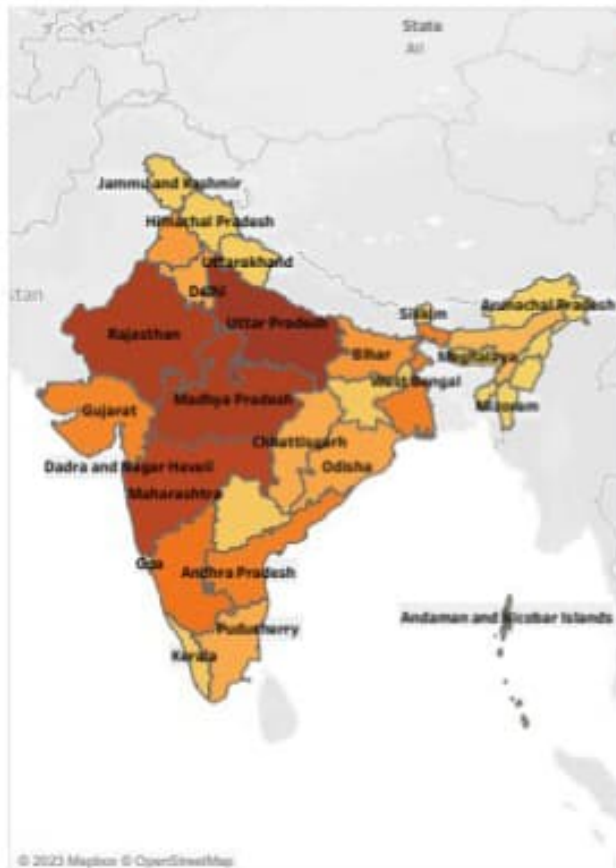 State
Jammu and Kashmir
Himachal Pradesh
Uttarakhand
stan
Delhi
Sikkim
Arunachal Pradesh
Rajasthan
Uttar Pradesh
Bihar
Meghalaya
West Bengal
Gujarat
Madhya Pradesh
Mizoram
Chhattisgarh
Dadra and Nagar Haveli
Odisha
Maharashtra
Goa
Andhra Pradesh
Andaman and Nicobar Islands
Puducherry
Kerala
© 2023 Mapbox © OpenStreetMap